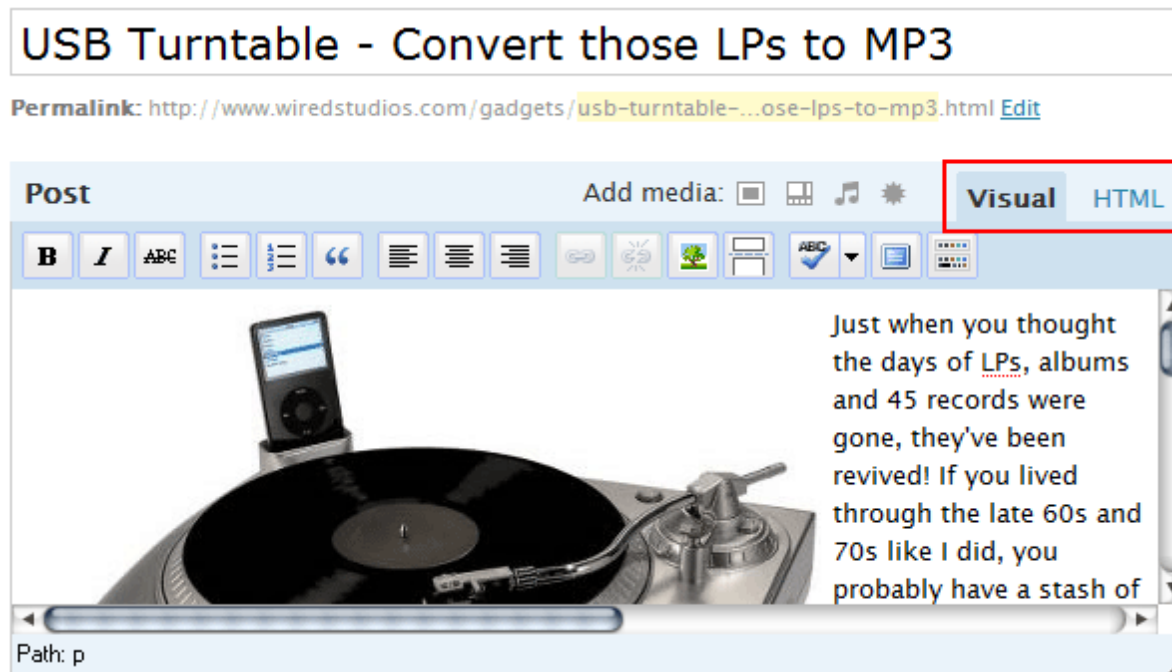 USB Turntable - Convert those LPs to MP3
Permalink: http://www.wiredstudios.com/gadgets/usb-turntable-...ose-lps-to-mp3.html Edit
Post Add media: Visual HTML
B I ABC ABC
Just when you thought
the days of LPs, albums
and 45 records were
gone, they've been
revived! If you lived
through the late 60s and
70s like I did, you
probably have a stash of
Path: p